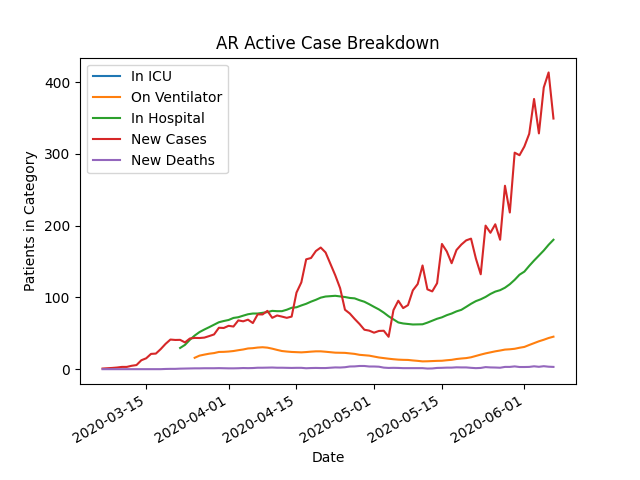 AR Active Case Breakdown
In ICU
On Ventilator
In Hospital
New Cases
New Deaths
Patients in Category
400
300
200
100
0
2020-03-15
2020-04-01
2020-04-15
2020-05-01
2020-05-15
2020-06-01
Date